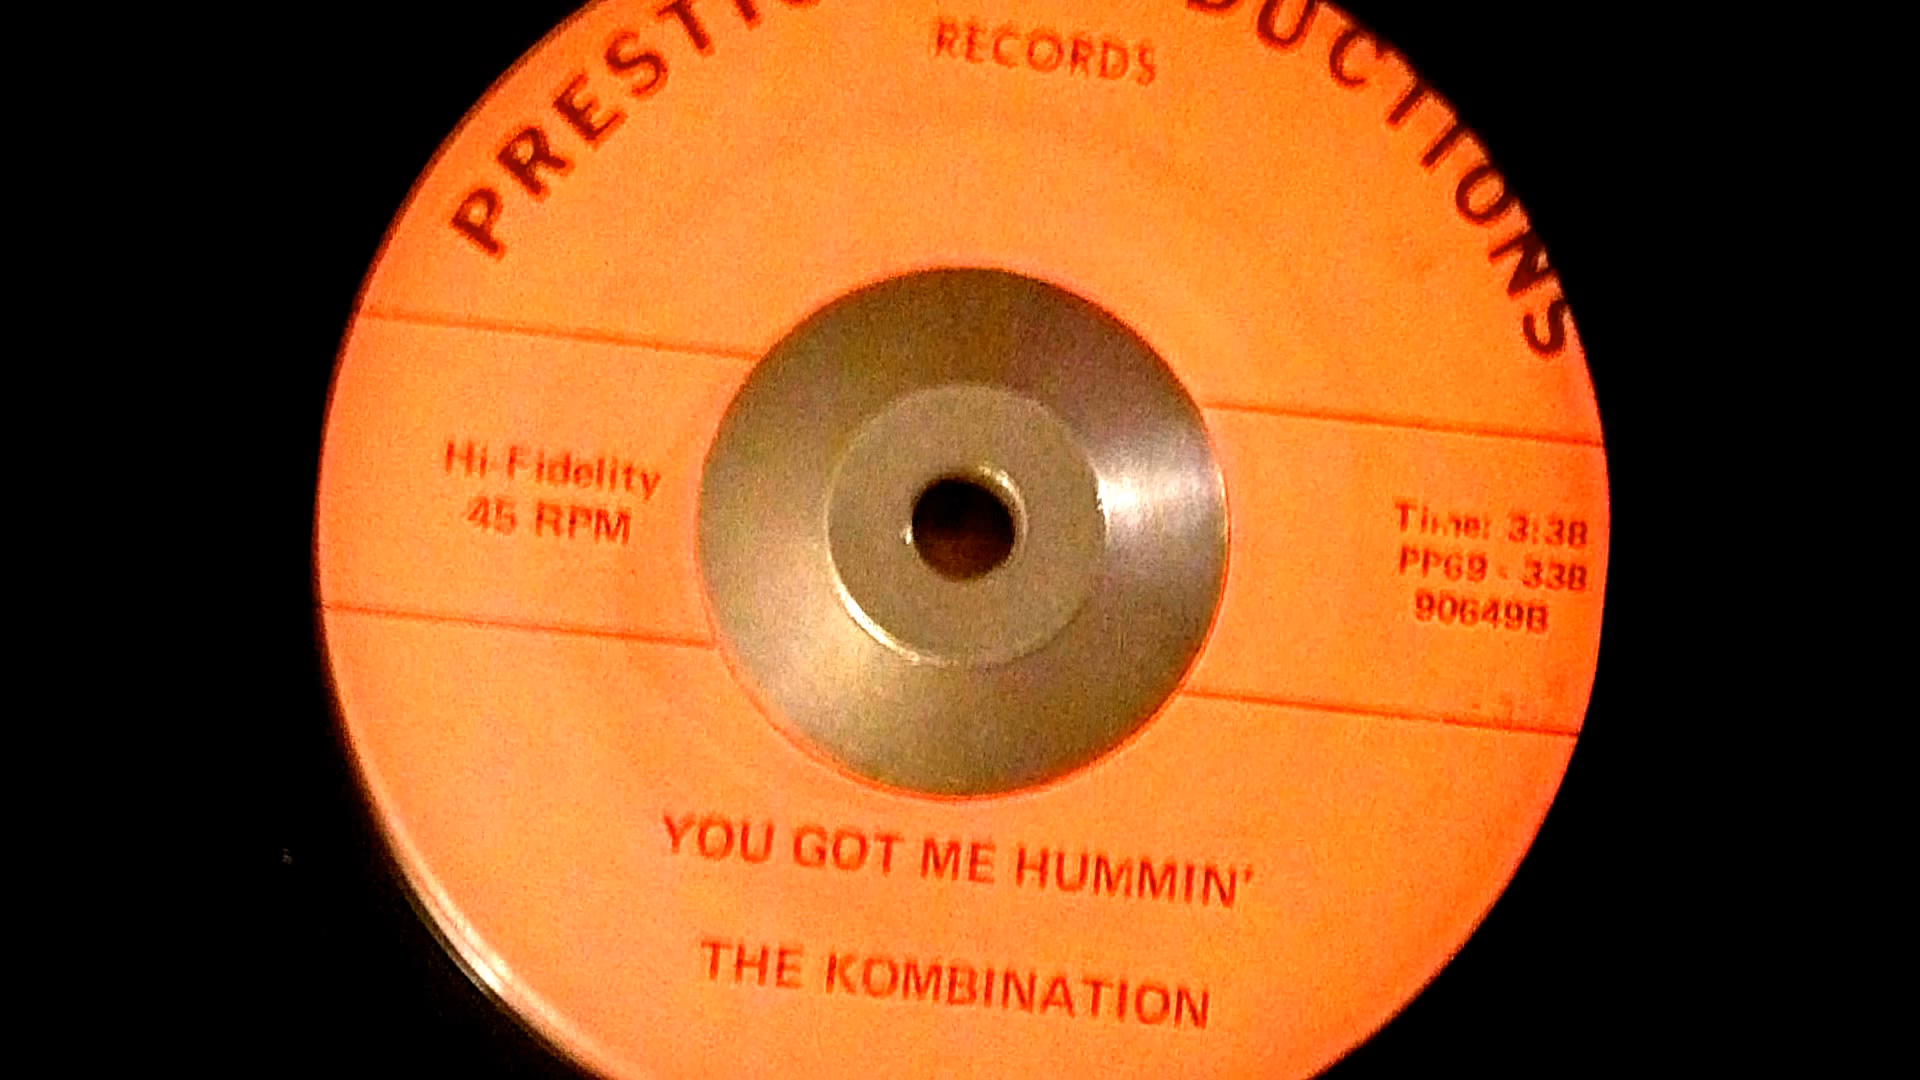 PRESTI DUCTIONS
RECORDS
Hi-Fidelity
45 RPM
Time: 3:38
PP69 - 338
90649B
YOU GOT ME HUMMIN'
THE KOMBINATION